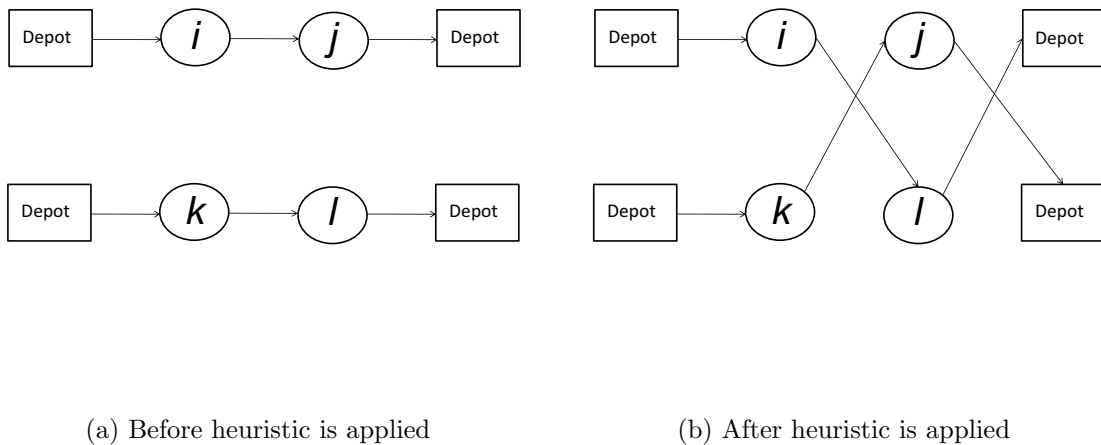 Depot i j Depot Depot i j Depot
Depot k l Depot Depot k l Depot
(a) Before heuristic is applied (b) After heuristic is applied